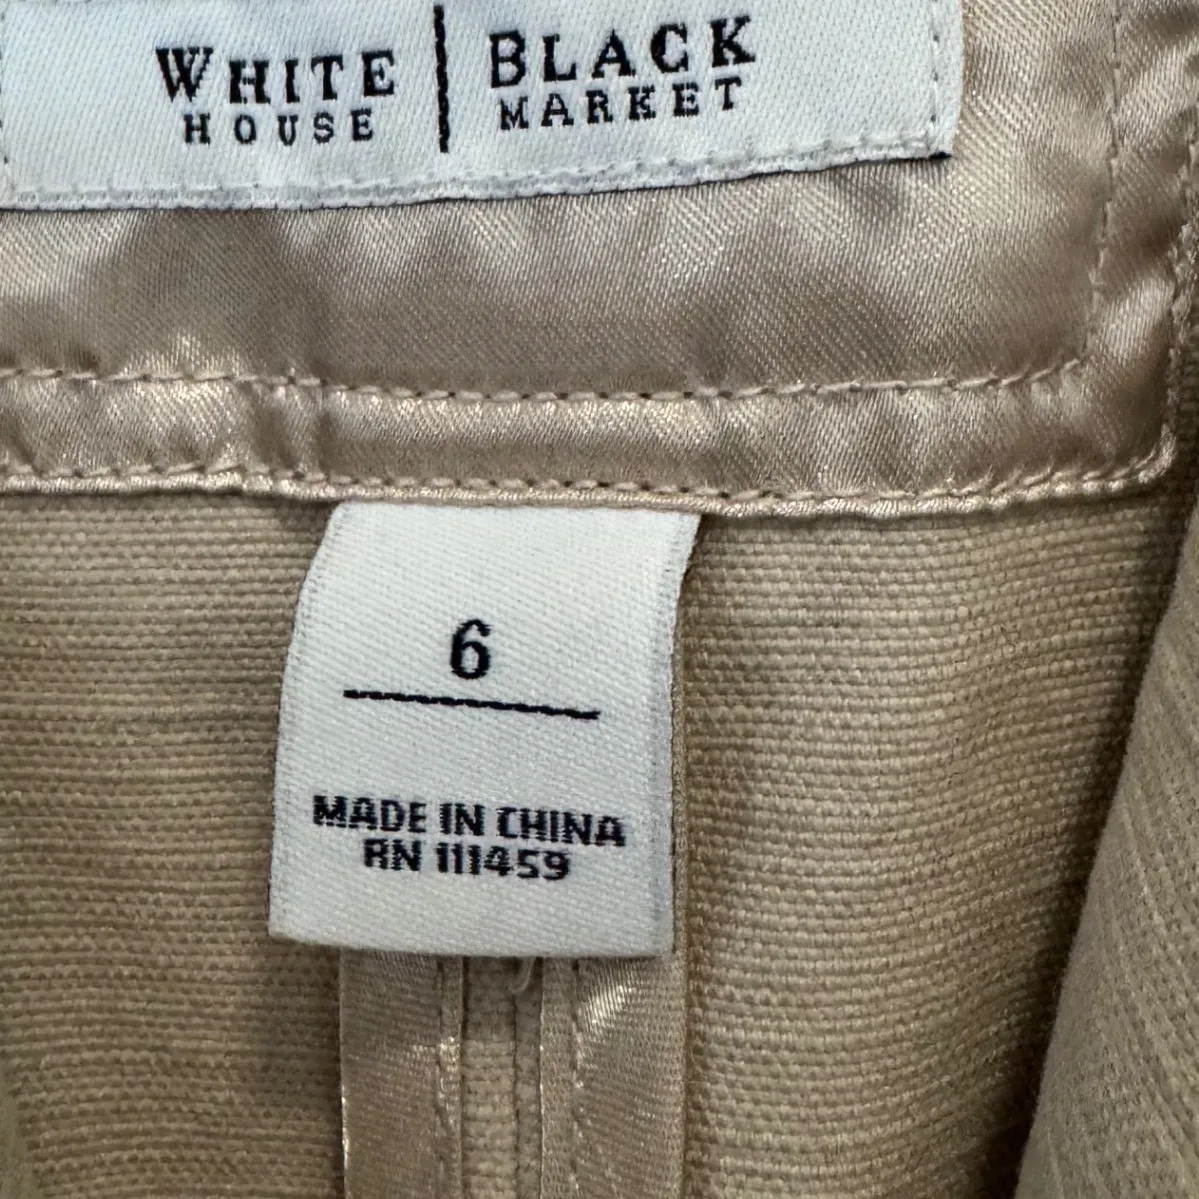 WHITE | BLACK
HOUSE | MARKET
6
MADE IN CHINA
RN 111459